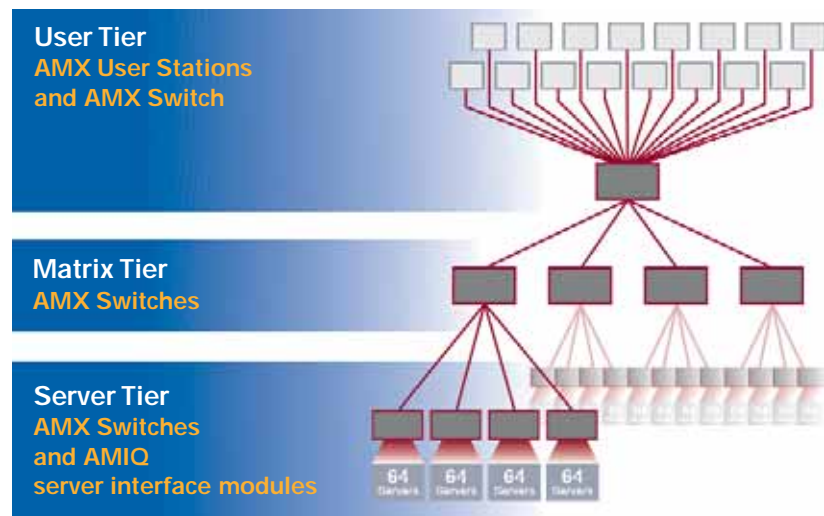 User Tier
AMX User Stations
and AMX Switch
Matrix Tier
AMX Switches
Server Tier
AMX Switches
and AMIQ
server interface modules
64 64 64 64
Servers Servers Servers Servers